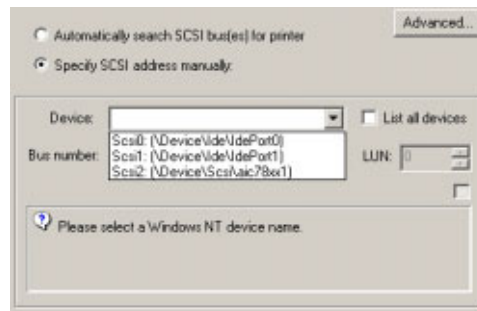 Advanced...
Automatically search SCSI bus(es) for printer
Specify SCSI address manually:
Device:
List all devices
Scsi0: (\Device\Ide\IdePort0)
Scsi1: (\Device\Ide\IdePort1)
Scsi2: (\Device\Scsi\aic78xx1)
Bus number:
LUN: 0
Please select a Windows NT device name.